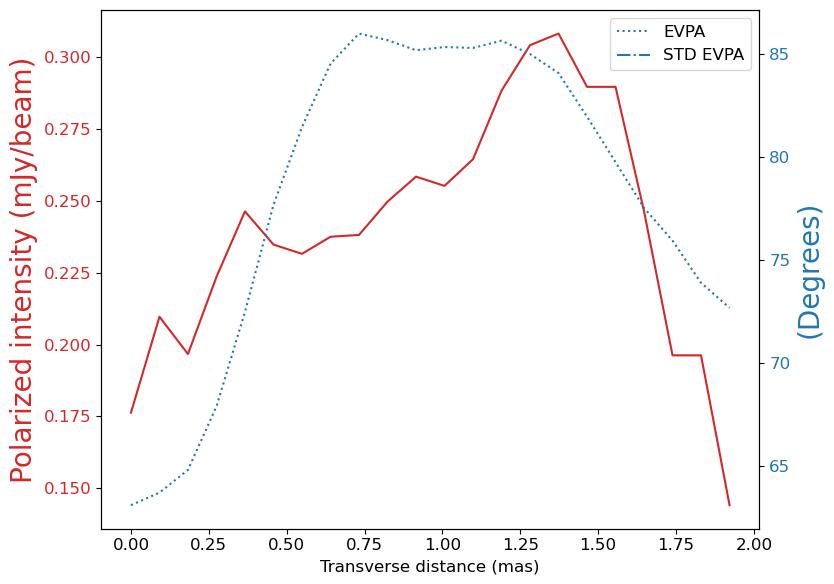 EVPA
STD EVPA
Polarized intensity (mJy/beam)
0.300
0.275
0.250
0.225
0.200
0.175
0.150
85
80
75
70
65
(Degrees)
0.00 0.25 0.50 0.75 1.00 1.25 1.50 1.75 2.00
Transverse distance (mas)